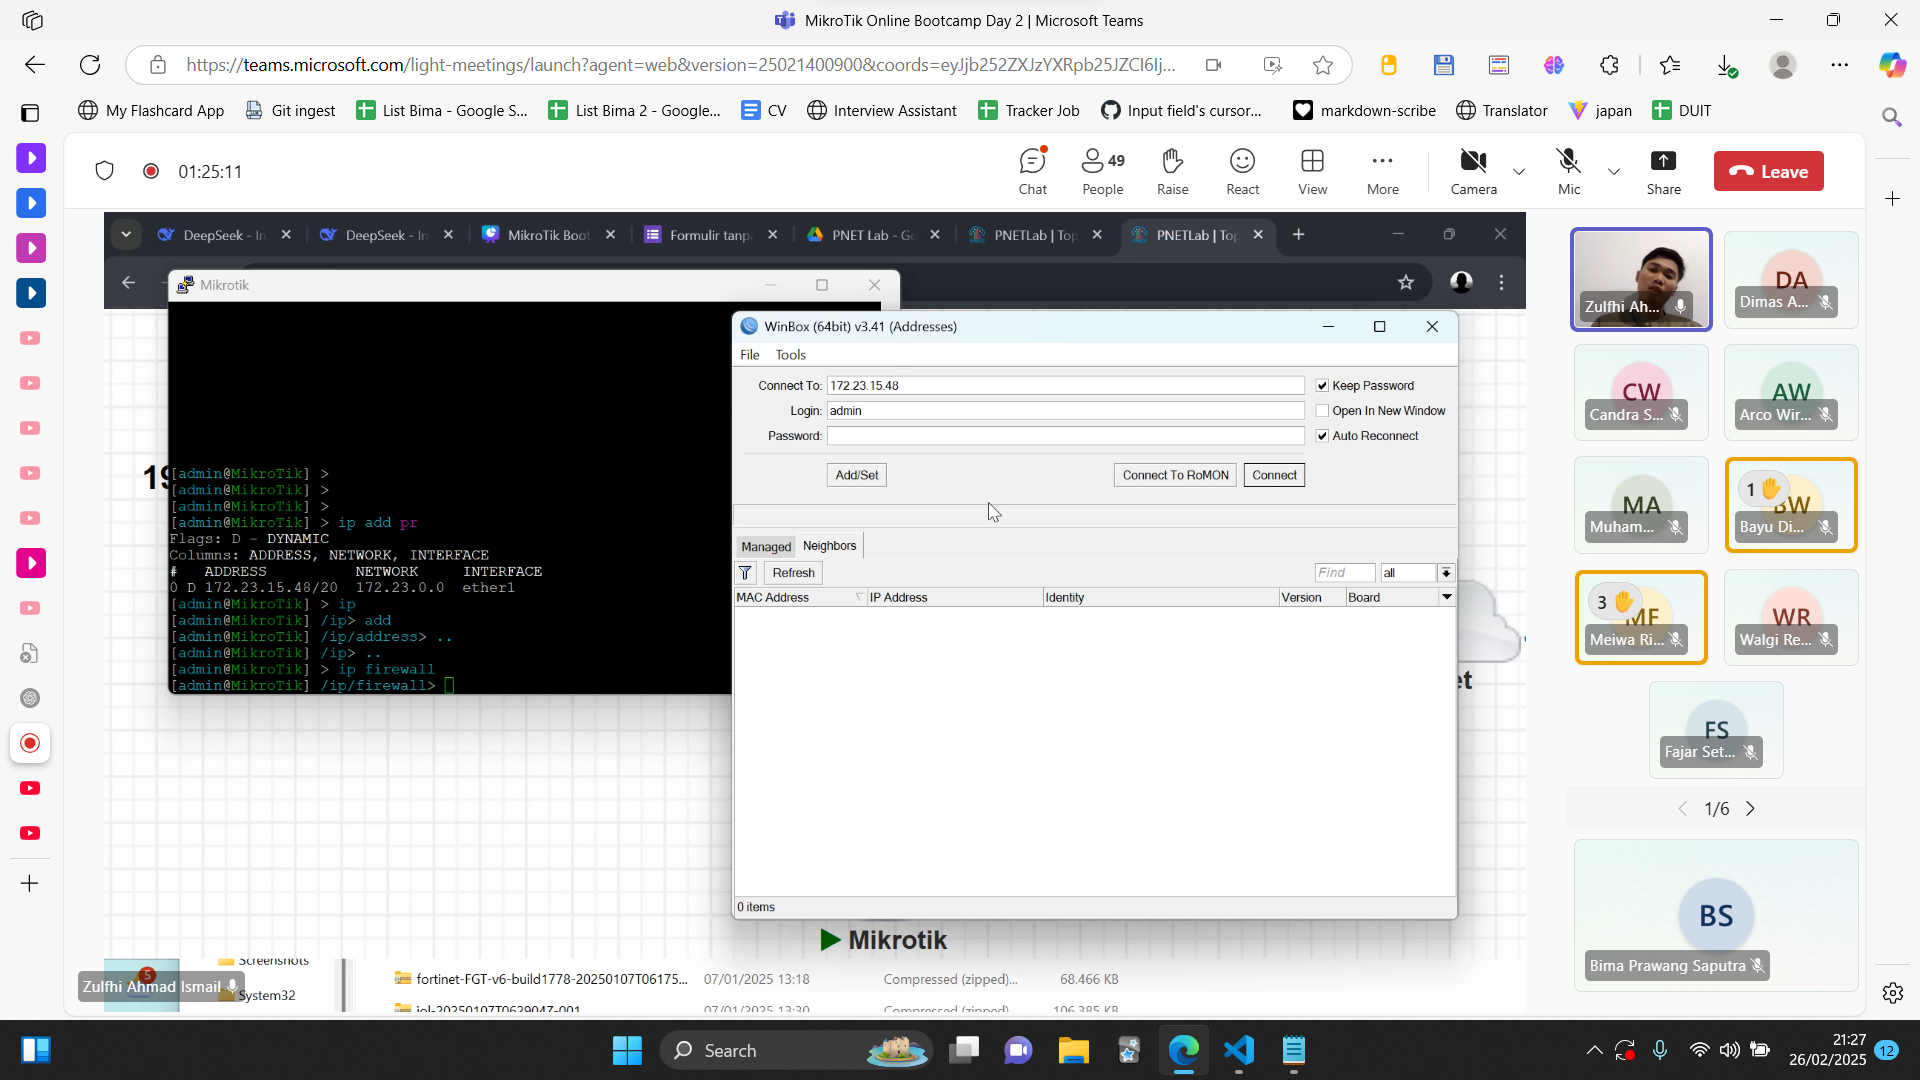 MikroTik Online Bootcamp Day 2 | Microsoft Teams
https://teams.microsoft.com/light-meetings/launch?agent=web&version=25021400900&coords=eyJjb252ZXJzYXRpb25JZCI6Ij...
My Flashcard App
Git ingest
List Bima - Google S...
List Bima 2 - Google...
CV
Interview Assistant
Tracker Job
Input field's cursor...
markdown-scribe
Translator
japan
DUIT
01:25:11
Chat
49
People
Raise
React
View
More
Camera
Mic
Share
Leave
DeepSeek - In
DeepSeek - In
MikroTik Boot
Formulir tanp
PNET Lab - Go
PNETLab | Top
PNETLab | Top
Mikrotik
19
[admin@MikroTik] >
[admin@MikroTik] >
[admin@MikroTik] >
[admin@MikroTik] > ip add pr
Flags: D - DYNAMIC
Columns: ADDRESS, NETWORK, INTERFACE
# ADDRESS NETWORK INTERFACE
0 D 172.23.15.48/20 172.23.0.0 ether1
[admin@MikroTik] > ip
[admin@MikroTik] /ip> add
[admin@MikroTik] /ip/address> ..
[admin@MikroTik] /ip> ..
[admin@MikroTik] > ip firewall
[admin@MikroTik] /ip/firewall>
WinBox (64bit) v3.41 (Addresses)
File Tools
Connect To: 172.23.15.48
Keep Password
Login: admin
Open In New Window
Password:
Auto Reconnect
Add/Set
Connect To RoMON
Connect
Managed
Neighbors
Refresh
Find
all
MAC Address
IP Address
Identity
Version
Board
0 items
et
Mikrotik
Screenshots
System32
fortinet-FGT-v6-build1778-20250107T06175...
07/01/2025 13:18
Compressed (zipped)...
68.466 KB
iol-20250107T062904Z-001
07/01/2025 13:30
Compressed (zipped)...
106.385 KB
5
Zulfhi Ahmad Ismail
Zulfhi Ah...
DA
Dimas A...
CW
Candra S...
AW
Arco Wir...
MA
Muham...
1
BW
Bayu Di...
3
MF
Meiwa Ri...
WR
Walgi Re...
FS
Fajar Set...
1/6
BS
Bima Prawang Saputra
Search
21:27
26/02/2025
12